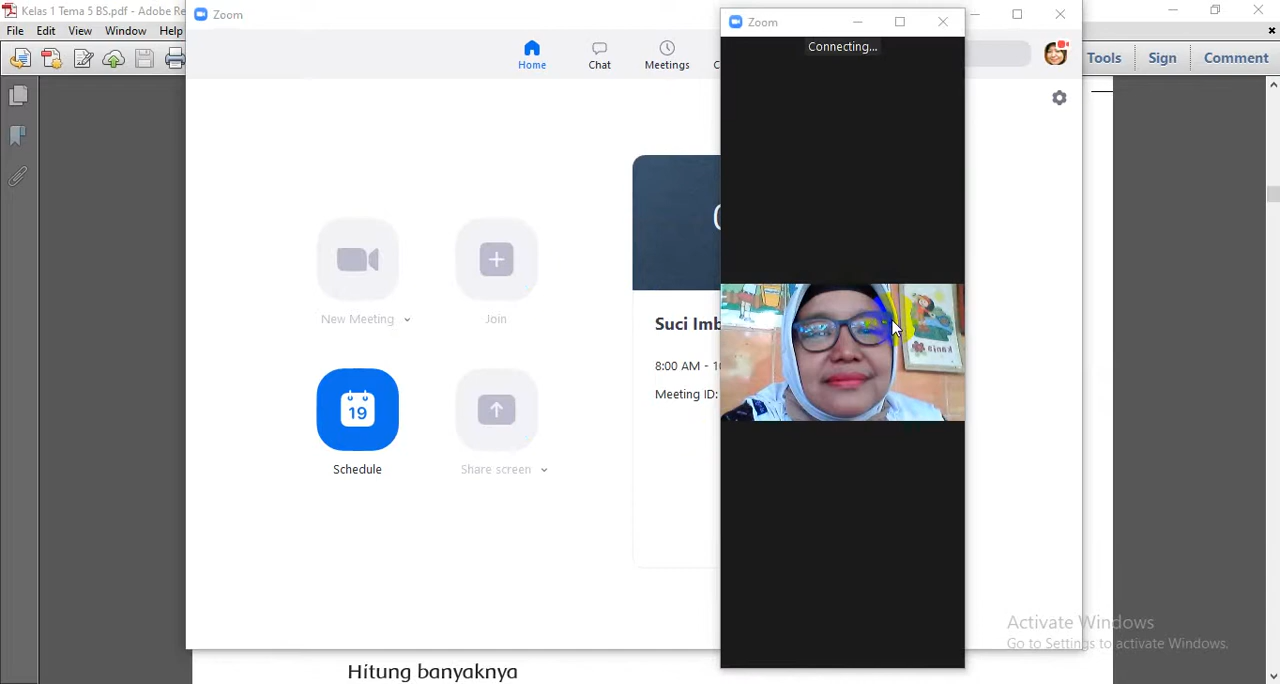 Kelas 1 Tema 5 BS.pdf - Adobe Re
File Edit View Window Help
Tools Sign Comment
Zoom
Home Chat Meetings
New Meeting
Join
19
Schedule
Share screen
Suci
8:00 AM -
Meeting ID:
Zoom
Connecting...
Activate Windows
Go to Settings to activate Windows.
Hitung banyaknya